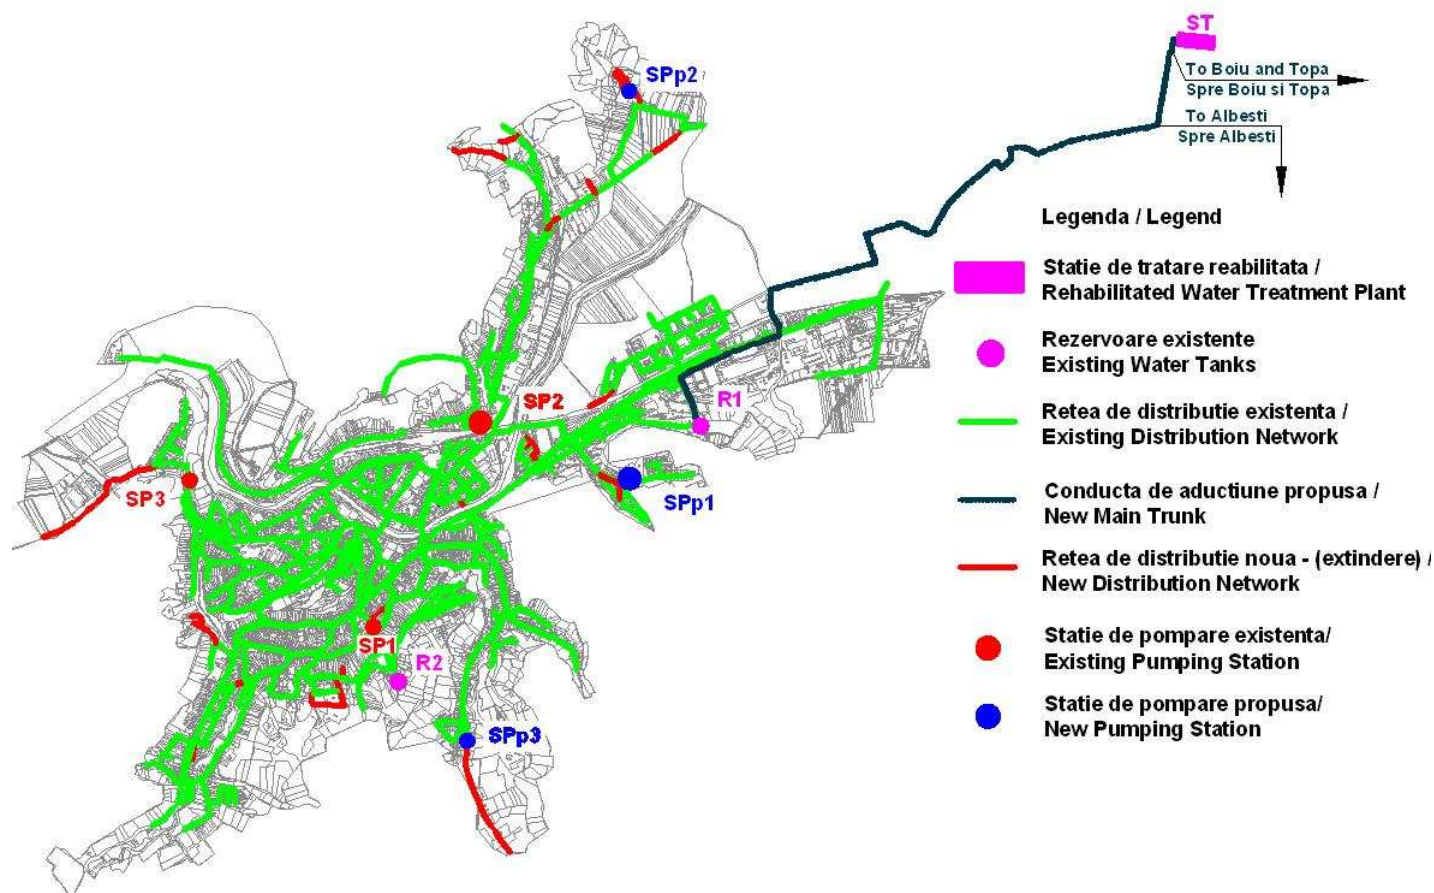 ST
SPp2
To Boiu and Topa
Spre Boiu si Topa
To Albesti
Spre Albesti
Legenda / Legend
Statie de tratare reabilitata /
Rehabilitated Water Treatment Plant
Rezervoare existente
Existing Water Tanks
R1
SP2
Retea de distributie existenta /
Existing Distribution Network
SP3
SPp1
Conducta de aductiune propusa /
New Main Trunk
Retea de distributie noua - (extindere) /
New Distribution Network
SP1
R2
Statie de pompare existenta/
Existing Pumping Station
SPp3
Statie de pompare propusa/
New Pumping Station